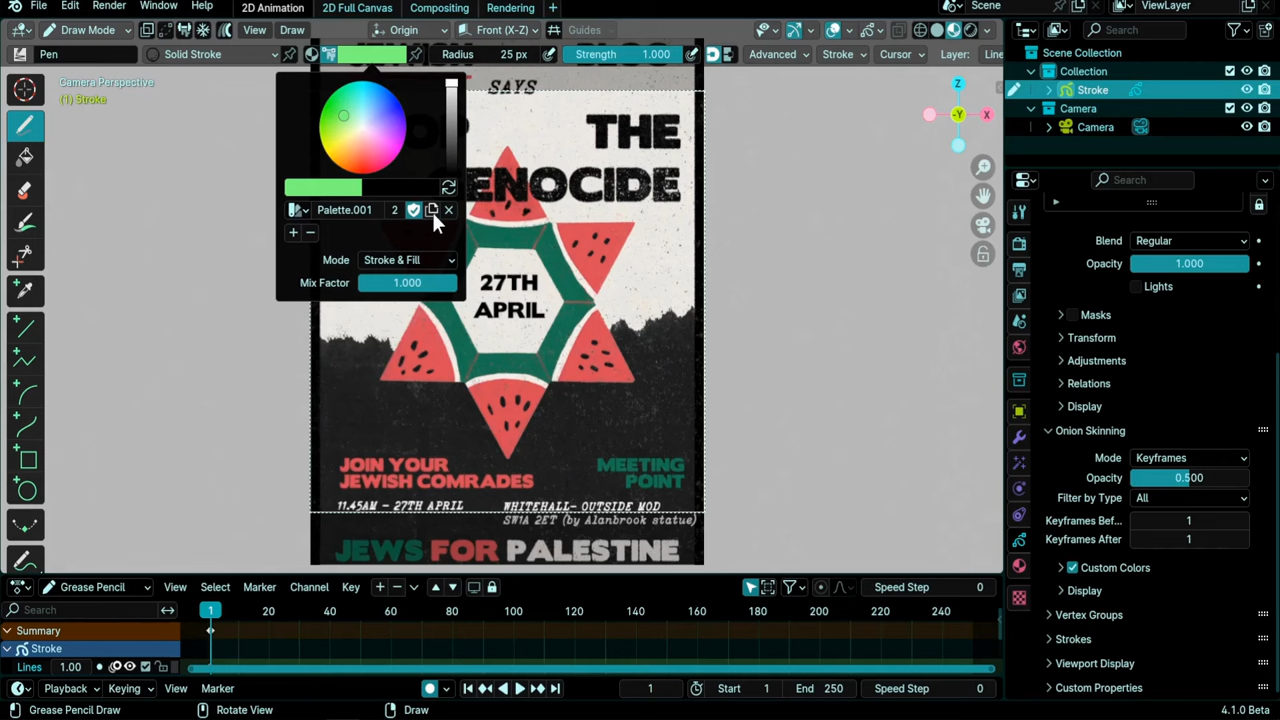 File Edit Render Window Help 2D Animation 2D Full Canvas Compositing Rendering + Scene ViewLayer
Draw Mode View Draw Origin Front (X-Z) Guides Search
Pen Solid Stroke Radius 25 px Strength 1.000 Advanced Stroke Cursor Layer: Lin
Scene Collection
Collection
Stroke
Camera
Camera
Camera Perspective
(1) Stroke
Z
-Y
X
Palette.001 2
Mode Stroke & Fill
Mix Factor 1.000
SAYS
THE
GENOCIDE
27TH
APRIL
JOIN YOUR
JEWISH COMRADES
MEETING
POINT
11.45AM - 27TH APRIL
WHITEHALL- OUTSIDE MOD
SW1A 2ET (by Alanbrook statue)
JEWS FOR PALESTINE
Search
Blend Regular
Opacity 1.000
Lights
Masks
Transform
Adjustments
Relations
Display
Onion Skinning
Mode Keyframes
Opacity 0.500
Filter by Type All
Keyframes Bef... 1
Keyframes After 1
Custom Colors
Display
Vertex Groups
Strokes
Viewport Display
Custom Properties
Grease Pencil View Select Marker Channel Key Speed Step 0
Search 1 20 40 60 80 100 120 140 160 180 200 220 240
Summary
Stroke
Lines 1.00
Playback Keying View Marker 1 Start 1 End 250 Speed Step 0
Grease Pencil Draw Rotate View Draw 4.1.0 Beta